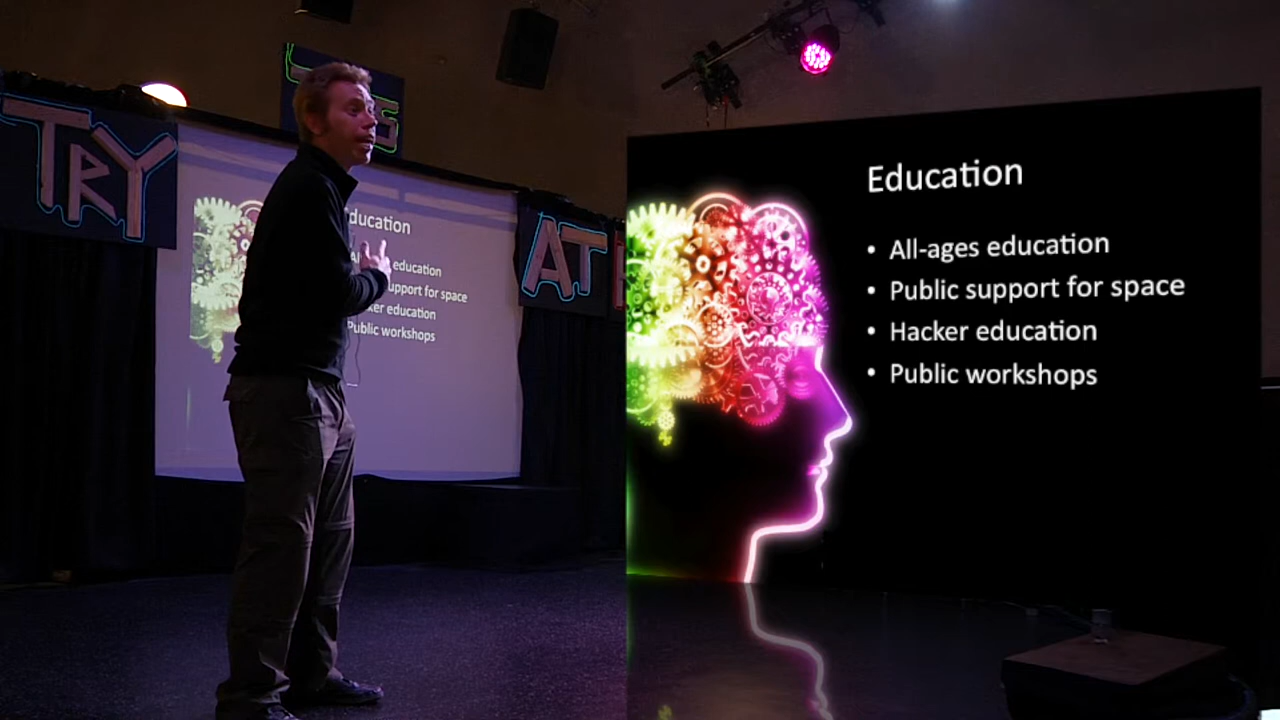 TRY
AT
ducation
education
upport for space
ker education
Public workshops
Education
• All-ages education
• Public support for space
• Hacker education
• Public workshops